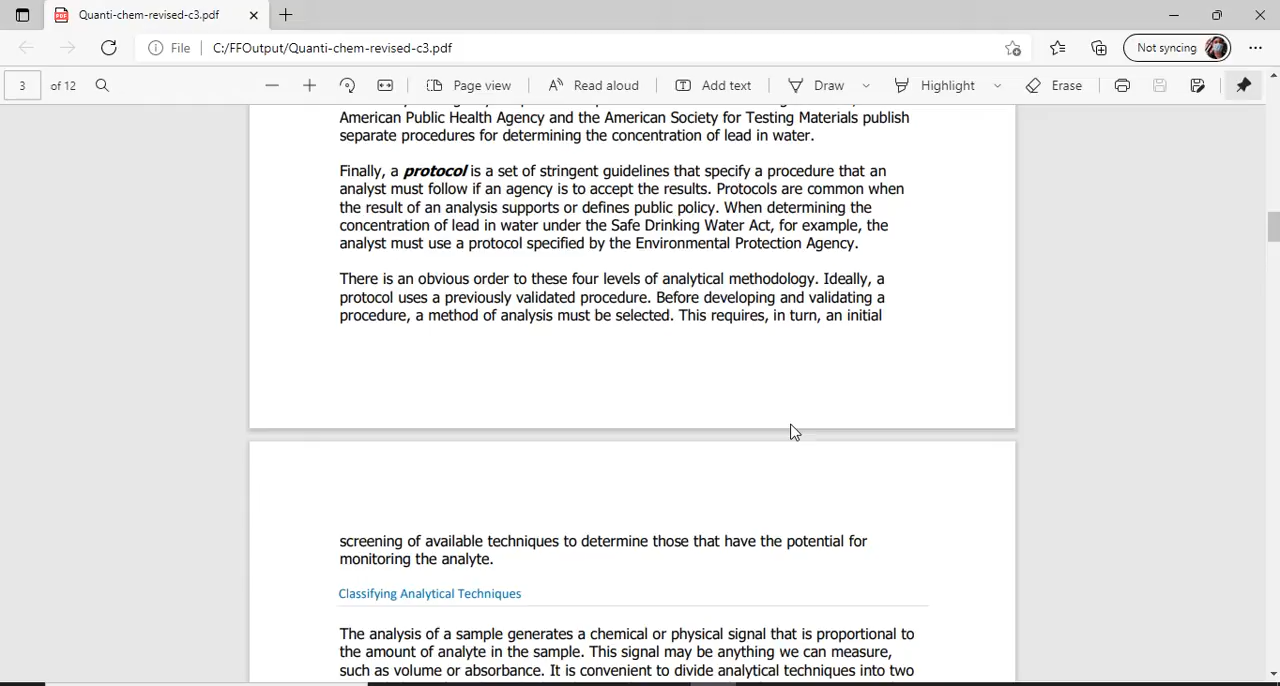 Quanti-chem-revised-c3.pdf
File
C:/FFOutput/Quanti-chem-revised-c3.pdf
Not syncing
3 of 12
Page view
Read aloud
Add text
Draw
Highlight
Erase
American Public Health Agency and the American Society for Testing Materials publish
separate procedures for determining the concentration of lead in water.
Finally, a protocol is a set of stringent guidelines that specify a procedure that an
analyst must follow if an agency is to accept the results. Protocols are common when
the result of an analysis supports or defines public policy. When determining the
concentration of lead in water under the Safe Drinking Water Act, for example, the
analyst must use a protocol specified by the Environmental Protection Agency.
There is an obvious order to these four levels of analytical methodology. Ideally, a
protocol uses a previously validated procedure. Before developing and validating a
procedure, a method of analysis must be selected. This requires, in turn, an initial
screening of available techniques to determine those that have the potential for
monitoring the analyte.
Classifying Analytical Techniques
The analysis of a sample generates a chemical or physical signal that is proportional to
the amount of analyte in the sample. This signal may be anything we can measure,
such as volume or absorbance. It is convenient to divide analytical techniques into two